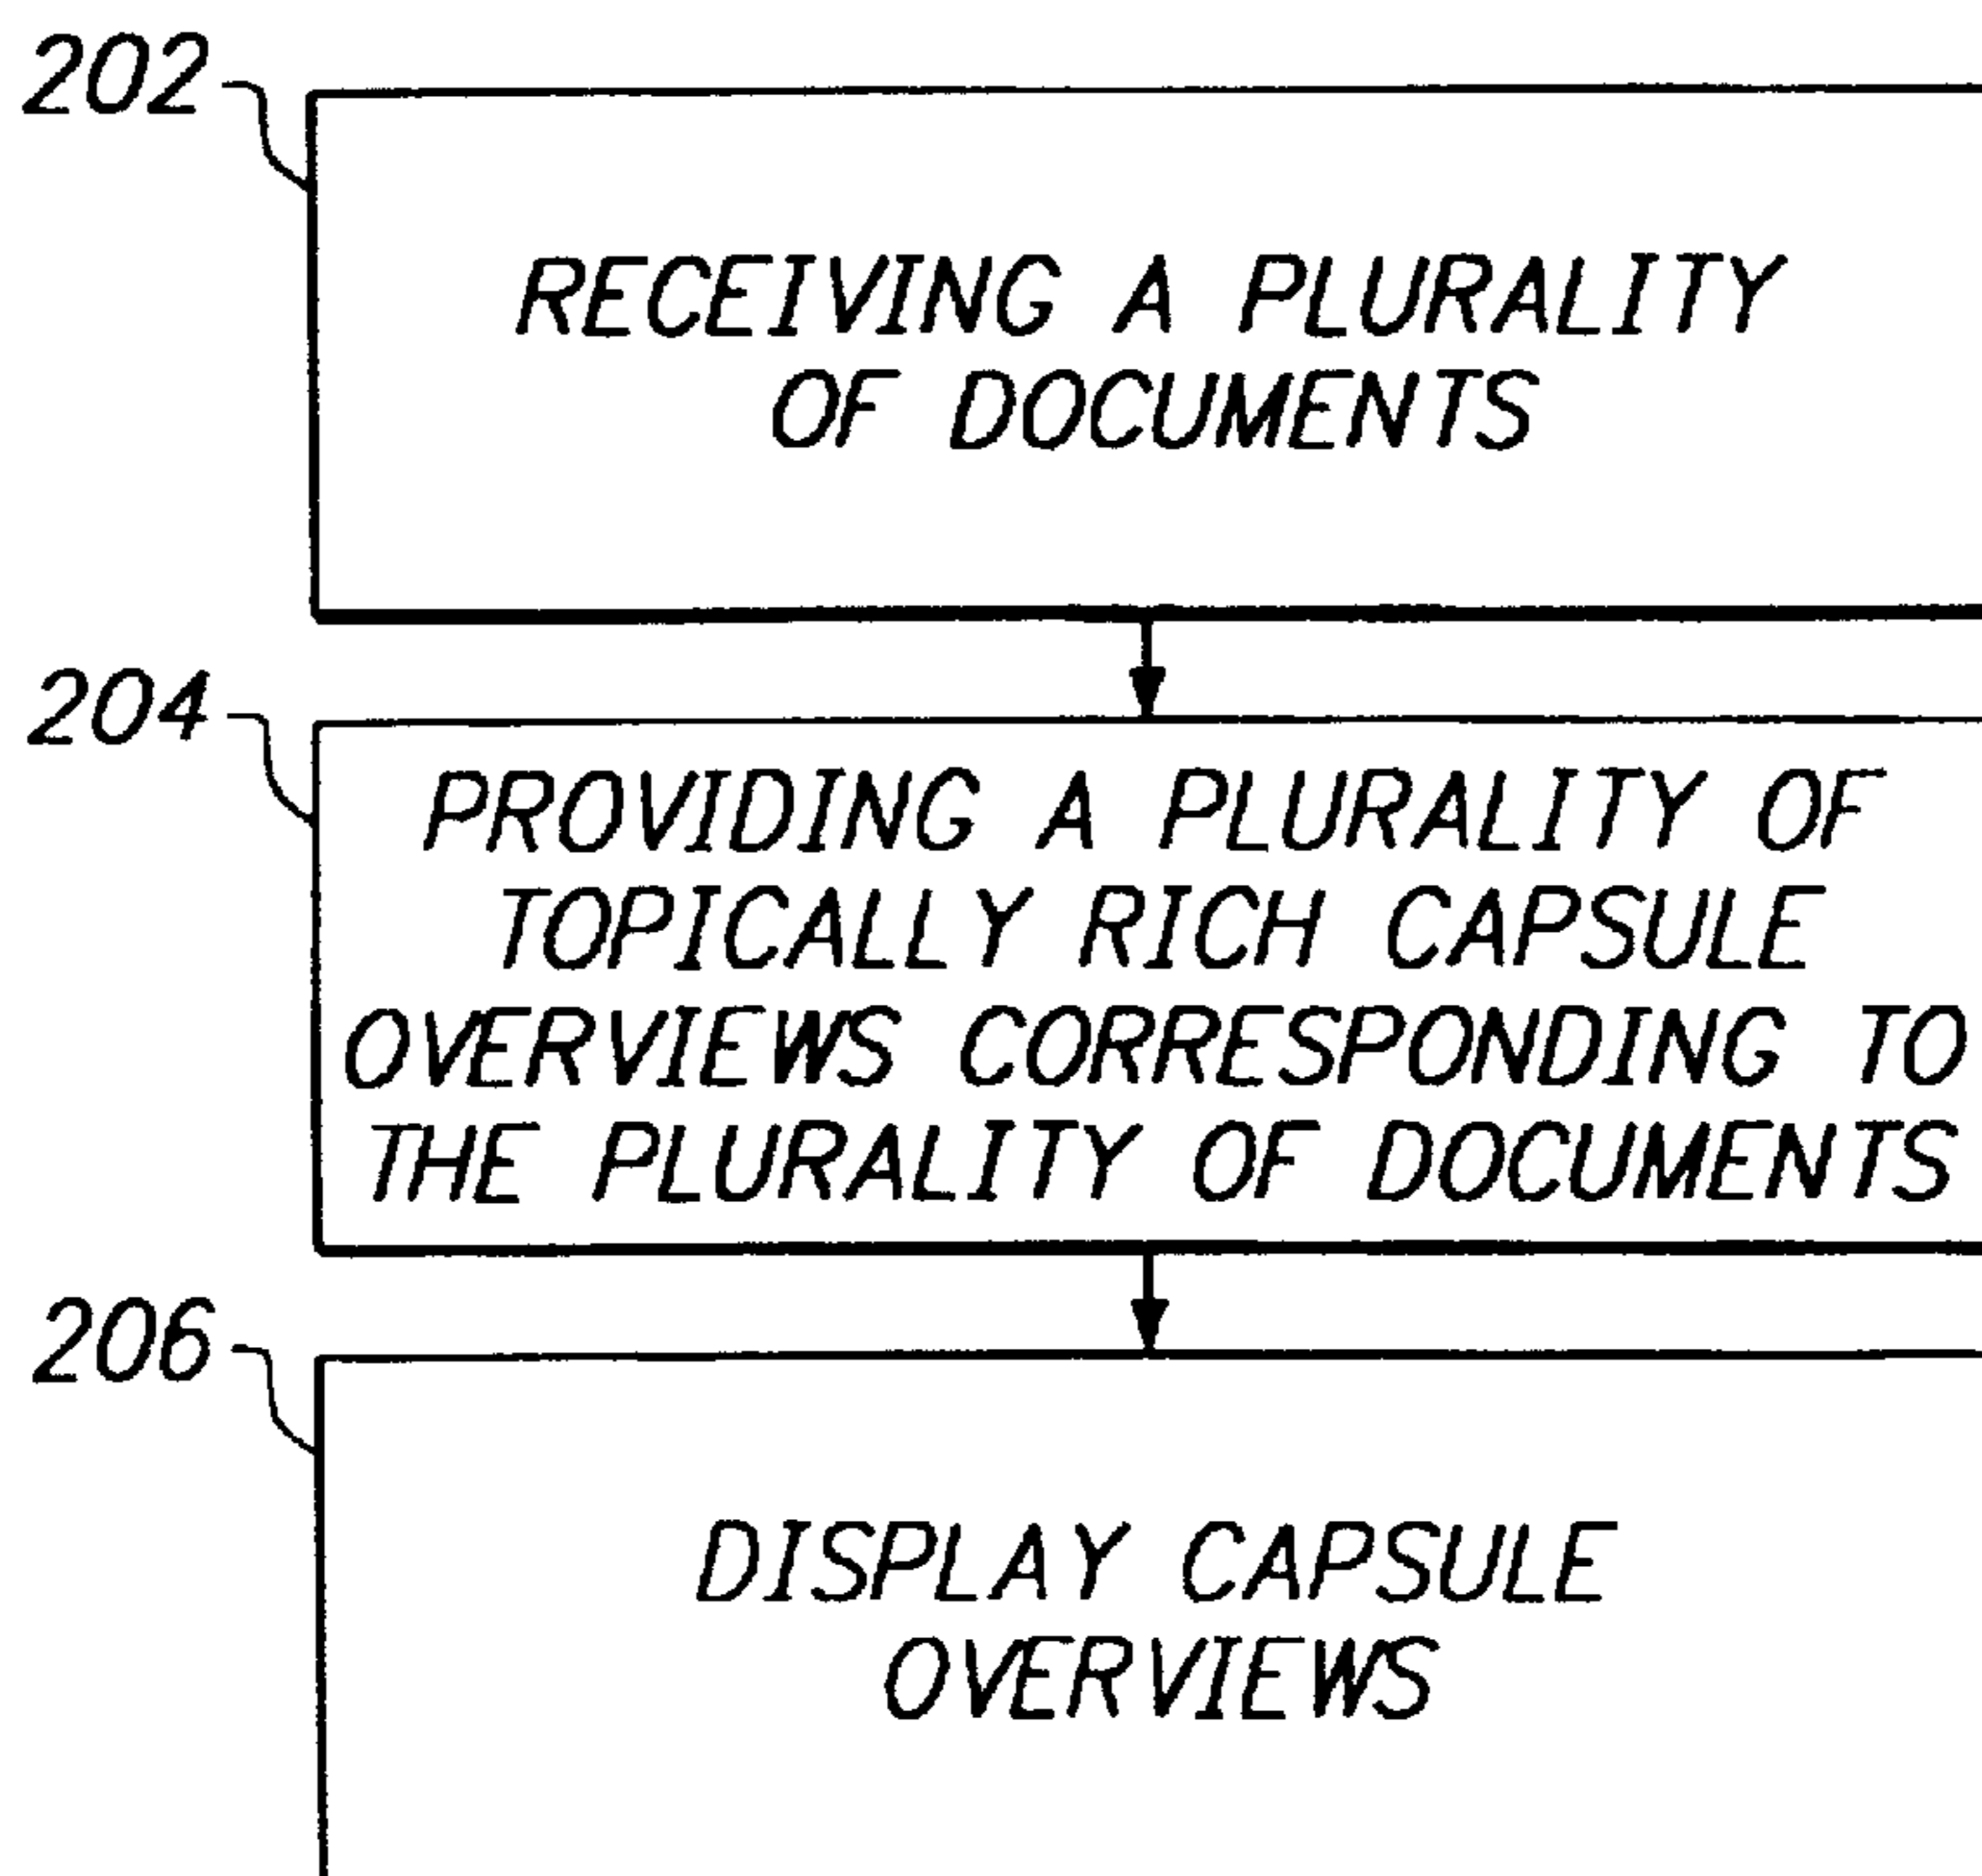 202
RECEIVING A PLURALITY
OF DOCUMENTS
204
PROVIDING A PLURALITY OF
TOPICALLY RICH CAPSULE
OVERVIEWS CORRESPONDING TO
THE PLURALITY OF DOCUMENTS
206
DISPLAY CAPSULE
OVERVIEWS